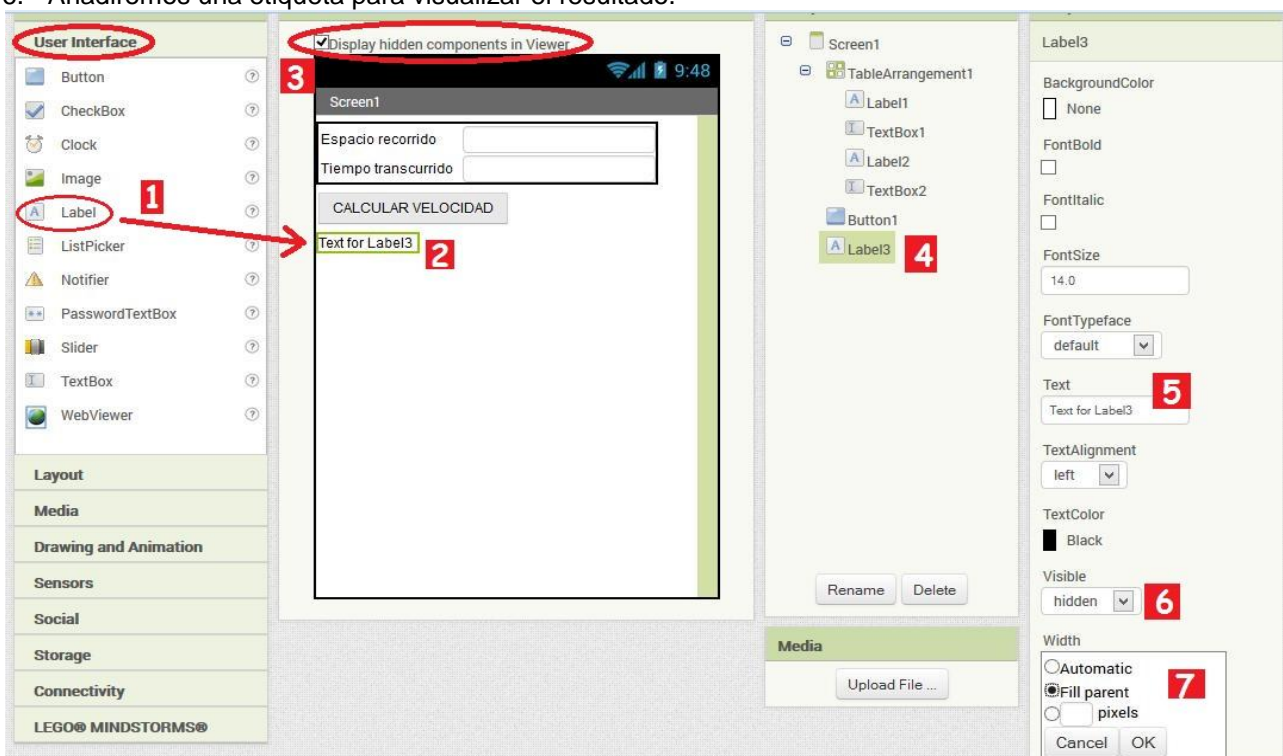 Añadiremos una etiqueta para visualizar el resultado.
User Interface
Button
CheckBox
Clock
Image
Label
ListPicker
Notifier
PasswordTextBox
Slider
TextBox
WebViewer
Layout
Media
Drawing and Animation
Sensors
Social
Storage
Connectivity
LEGO® MINDSTORMS®
1
Display hidden components in Viewer
3
9:48
Screen1
Espacio recorrido
Tiempo transcurrido
CALCULAR VELOCIDAD
Text for Label3
2
Screen1
TableArrangement1
Label1
TextBox1
Label2
TextBox2
Button1
Label3
4
Rename Delete
Media
Upload File ...
Label3
BackgroundColor
None
FontBold
FontItalic
FontSize
14.0
FontTypeface
default
Text
5
Text for Label3
TextAlignment
left
TextColor
Black
Visible
hidden
6
Width
Automatic
Fill parent
7
pixels
Cancel OK